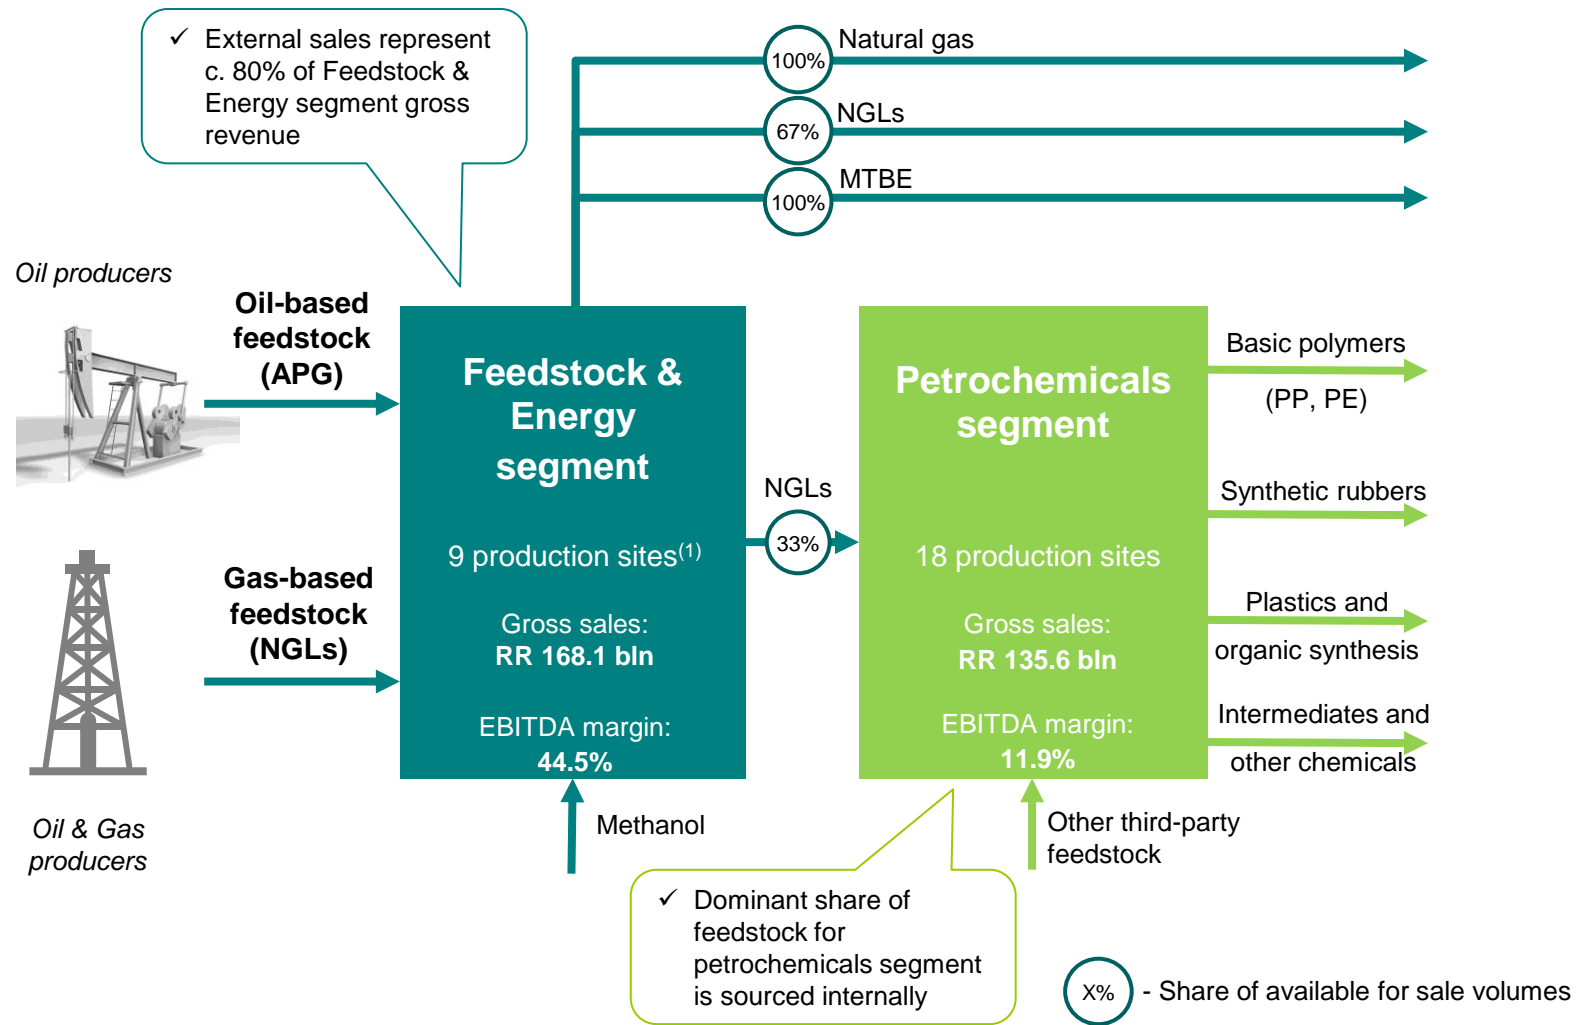 ✓ External sales represent
c. 80% of Feedstock &
Energy segment gross
revenue
Natural gas
100%
NGLs
67%
MTBE
100%
Oil producers
Oil-based
feedstock
(APG)
Gas-based
feedstock
(NGLs)
Oil & Gas
producers
Feedstock &
Energy
segment
9 production sites(1)
Gross sales:
RR 168.1 bln
EBITDA margin:
44.5%
Methanol
NGLs
33%
Petrochemicals
segment
18 production sites
Gross sales:
RR 135.6 bln
EBITDA margin:
11.9%
Other third-party
feedstock
Basic polymers
(PP, PE)
Synthetic rubbers
Plastics and
organic synthesis
Intermediates and
other chemicals
✓ Dominant share of
feedstock for
petrochemicals segment
is sourced internally
X% - Share of available for sale volumes